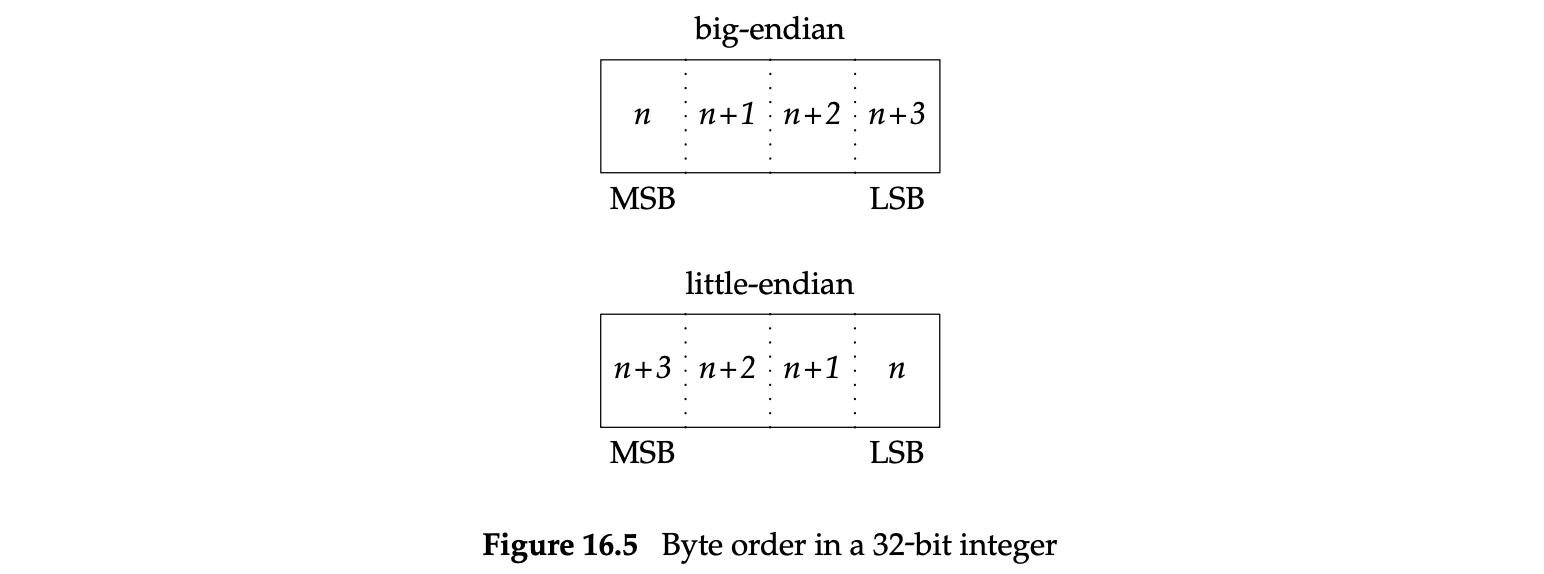 big-endian
n n+1 n+2 n+3
MSB LSB
little-endian
n+3 n+2 n+1 n
MSB LSB
Figure 16.5 Byte order in a 32-bit integer